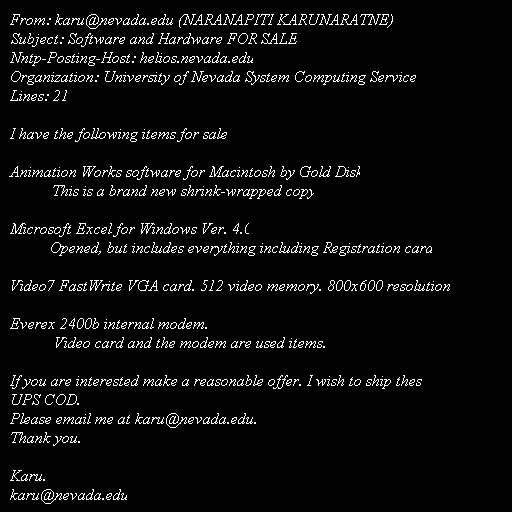 From: karu@nevada.edu (NARANAPITI KARUNARATNE)
Subject: Software and Hardware FOR SALE
Nntp-Posting-Host: helios.nevada.edu
Organization: University of Nevada System Computing Service
Lines: 21
I have the following items for sale
Animation Works software for Macintosh by Gold Disk
This is a brand new shrink-wrapped copy
Microsoft Excel for Windows Ver. 4.0
Opened, but includes everything including Registration card
Video7 FastWrite VGA card. 512 video memory. 800x600 resolution
Everex 2400b internal modem.
Video card and the modem are used items.
If you are interested make a reasonable offer. I wish to ship thes
UPS COD.
Please email me at karu@nevada.edu.
Thank you.
Karu.
karu@nevada.edu